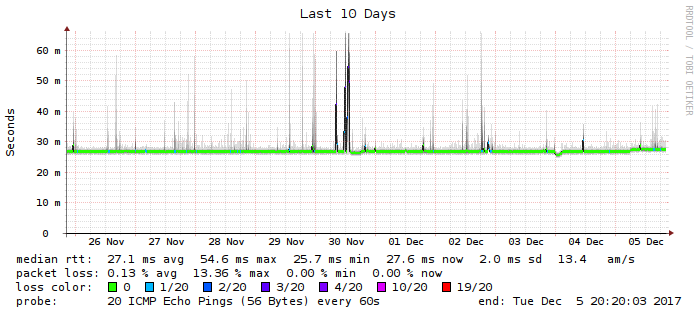 Last 10 Days
RRDTOOL / TOBI OETIKER
Seconds
60 m
50 m
40 m
30 m
20 m
10 m
0
26 Nov 27 Nov 28 Nov 29 Nov 30 Nov 01 Dec 02 Dec 03 Dec 04 Dec 05 Dec
median rtt: 27.1 ms avg 54.6 ms max 25.7 ms min 27.6 ms now 2.0 ms sd 13.4 am/s
packet loss: 0.13 % avg 13.36 % max 0.00 % min 0.00 % now
loss color: 0 1/20 2/20 3/20 4/20 10/20 19/20
probe: 20 ICMP Echo Pings (56 Bytes) every 60s end: Tue Dec 5 20:20:03 2017